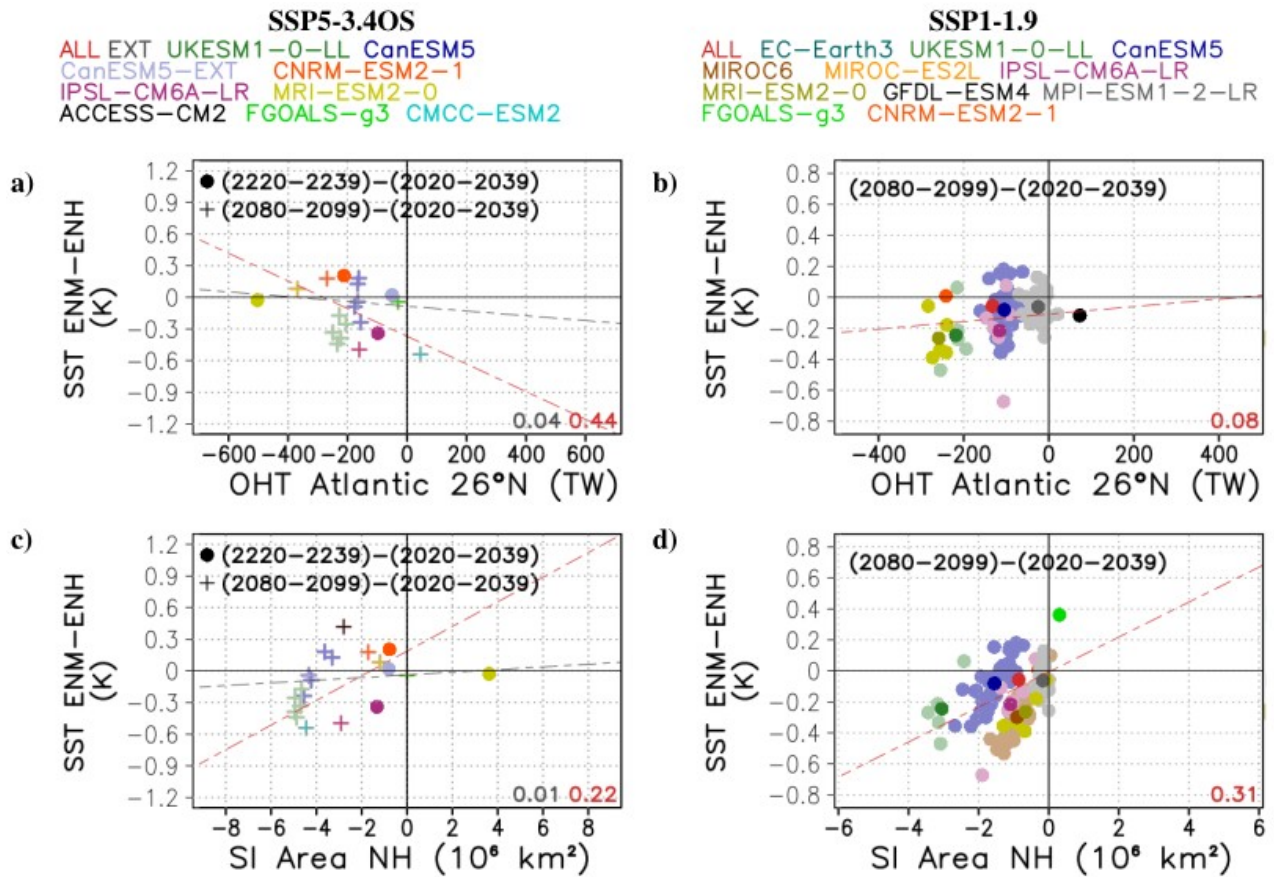 SSP5-3.4OS
ALL EXT UKESM1-0-LL CanESM5
CanESM5-EXT CNRM-ESM2-1
IPSL-CM6A-LR MRI-ESM2-0
ACCESS-CM2 FGOALS-g3 CMCC-ESM2
SSP1-1.9
ALL EC-Earth3 UKESM1-0-LL CanESM5
MIROC6 MIROC-ES2L IPSL-CM6A-LR
MRI-ESM2-0 GFDL-ESM4 MPI-ESM1-2-LR
FGOALS-g3 CNRM-ESM2-1
a)
SST ENM-ENH
(K)
1.2
0.9
0.6
0.3
0
-0.3
-0.6
-0.9
-1.2
(2220-2239)-(2020-2039)
(2080-2099)-(2020-2039)
0.04 0.44
-600 -400 -200 0 200 400 600
OHT Atlantic 26°N (TW)
b)
SST ENM-ENH
(K)
0.8
0.6
0.4
0.2
0
-0.2
-0.4
-0.6
-0.8
(2080-2099)-(2020-2039)
0.08
-400 -200 0 200 400
OHT Atlantic 26°N (TW)
c)
SST ENM-ENH
(K)
1.2
0.9
0.6
0.3
0
-0.3
-0.6
-0.9
-1.2
(2220-2239)-(2020-2039)
(2080-2099)-(2020-2039)
0.01 0.22
-8 -6 -4 -2 0 2 4 6 8
SI Area NH (10⁶ km²)
d)
SST ENM-ENH
(K)
0.8
0.6
0.4
0.2
0
-0.2
-0.4
-0.6
-0.8
(2080-2099)-(2020-2039)
0.31
-6 -4 -2 0 2 4 6
SI Area NH (10⁶ km²)